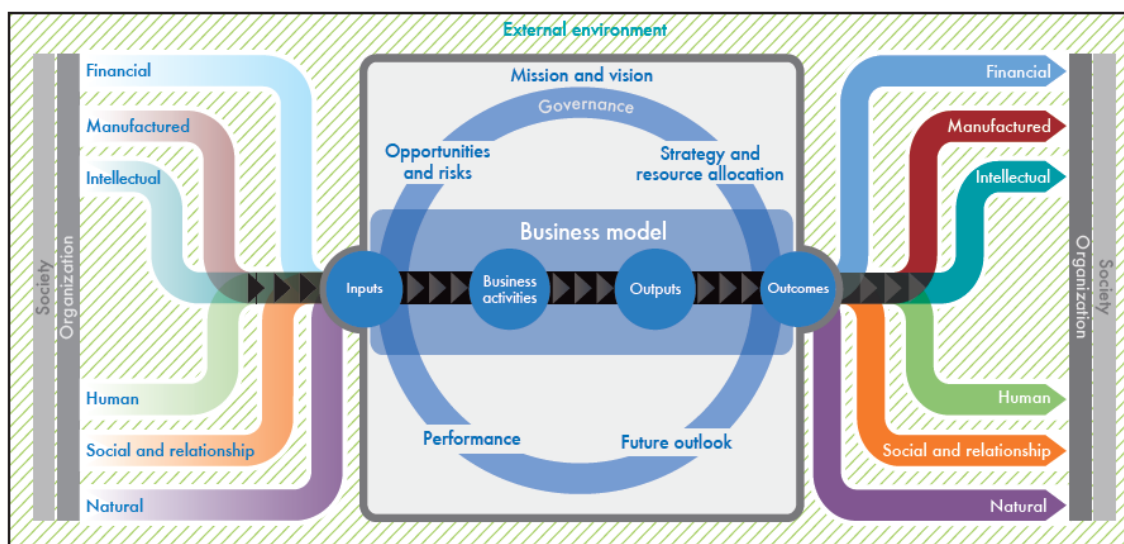 External environment
Society
Organization
Financial
Manufactured
Intellectual
Human
Social and relationship
Natural
Mission and vision
Governance
Opportunities
and risks
Strategy and
resource allocation
Business model
Inputs
Business
activities
Outputs
Outcomes
Performance
Future outlook
Financial
Manufactured
Intellectual
Human
Social and relationship
Natural
Organization
Society